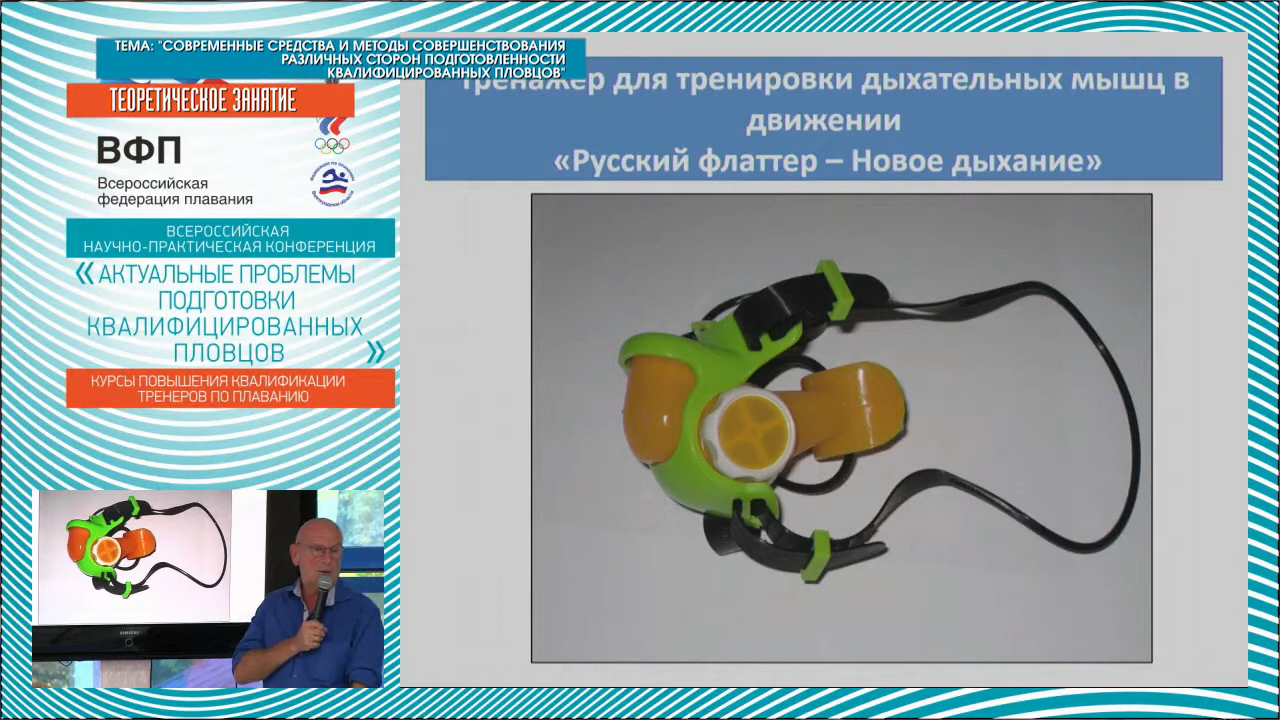 ТЕМА: "СОВРЕМЕННЫЕ СРЕДСТВА И МЕТОДЫ СОВЕРШЕНСТВОВАНИЯ
РАЗЛИЧНЫХ СТОРОН ПОДГОТОВЛЕННОСТИ
КВАЛИФИЦИРОВАННЫХ ПЛОВЦОВ"
ТЕОРЕТИЧЕСКОЕ ЗАНЯТИЕ
ВФП
Всероссийская
федерация плавания
ВСЕРОССИЙСКАЯ
НАУЧНО-ПРАКТИЧЕСКАЯ КОНФЕРЕНЦИЯ
«АКТУАЛЬНЫЕ ПРОБЛЕМЫ
ПОДГОТОВКИ
КВАЛИФИЦИРОВАННЫХ
ПЛОВЦОВ»
КУРСЫ ПОВЫШЕНИЯ КВАЛИФИКАЦИИ
ТРЕНЕРОВ ПО ПЛАВАНИЮ
Тренажер для тренировки дыхательных мышц в
движении
«Русский флаттер – Новое дыхание»
SAMSUNG